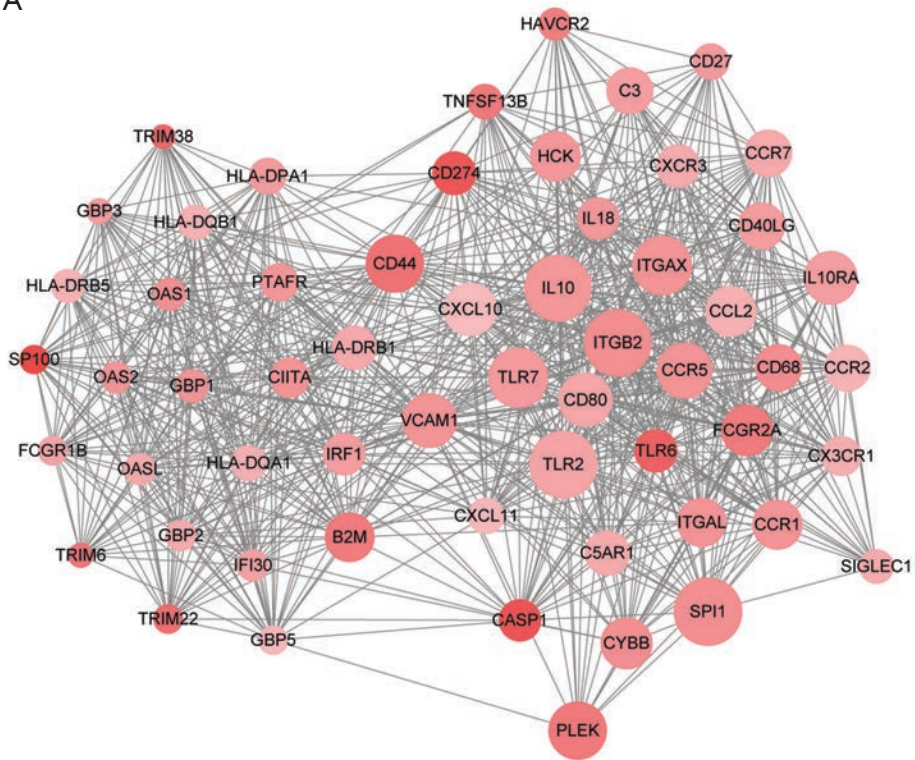 A
HAVCR2
CD27
C3
TNFSF13B
TRIM38
HCK
CXCR3
CCR7
HLA-DPA1
CD274
GBP3
HLA-DQB1
IL18
CD40LG
CD44
ITGAX
IL10RA
HLA-DRB5
OAS1
PTAFR
IL10
CXCL10
CCL2
HLA-DRB1
ITGB2
SP100
OAS2
GBP1
CIITA
TLR7
CCR5
CD68
CCR2
CD80
VCAM1
FCGR2A
FCGR1B
OASL
HLA-DQA1
IRF1
TLR2
TLR6
CX3CR1
CXCL11
ITGAL
CCR1
GBP2
B2M
TRIM6
IFI30
C5AR1
SIGLEC1
TRIM22
GBP5
CASP1
SPI1
CYBB
PLEK